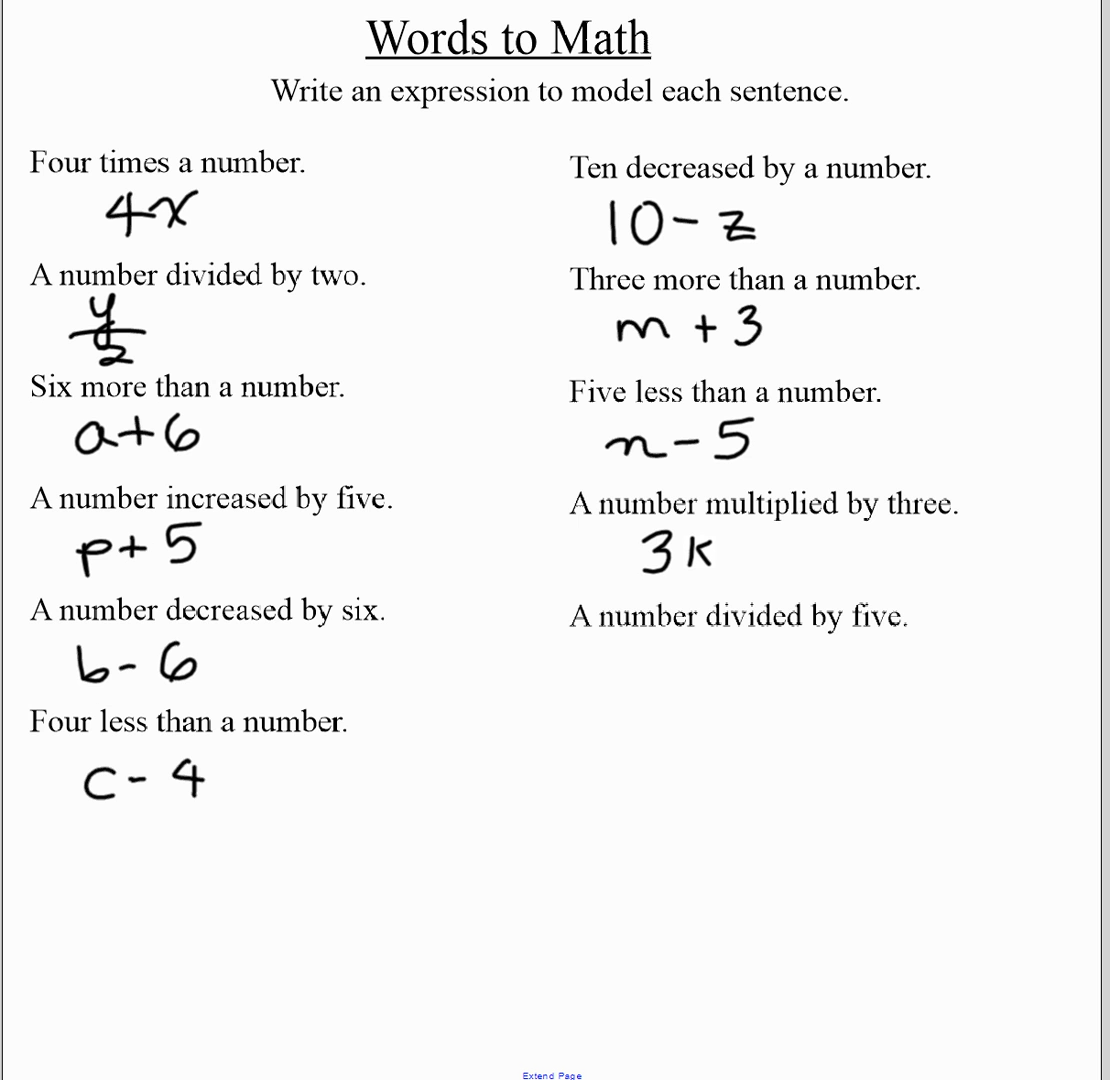 Words to Math
Write an expression to model each sentence.
Four times a number.
4x
A number divided by two.
y
2
Six more than a number.
a+6
A number increased by five.
p+5
A number decreased by six.
b-6
Four less than a number.
c-4
Ten decreased by a number.
10-z
Three more than a number.
m+3
Five less than a number.
n-5
A number multiplied by three.
3k
A number divided by five.
Extend Page